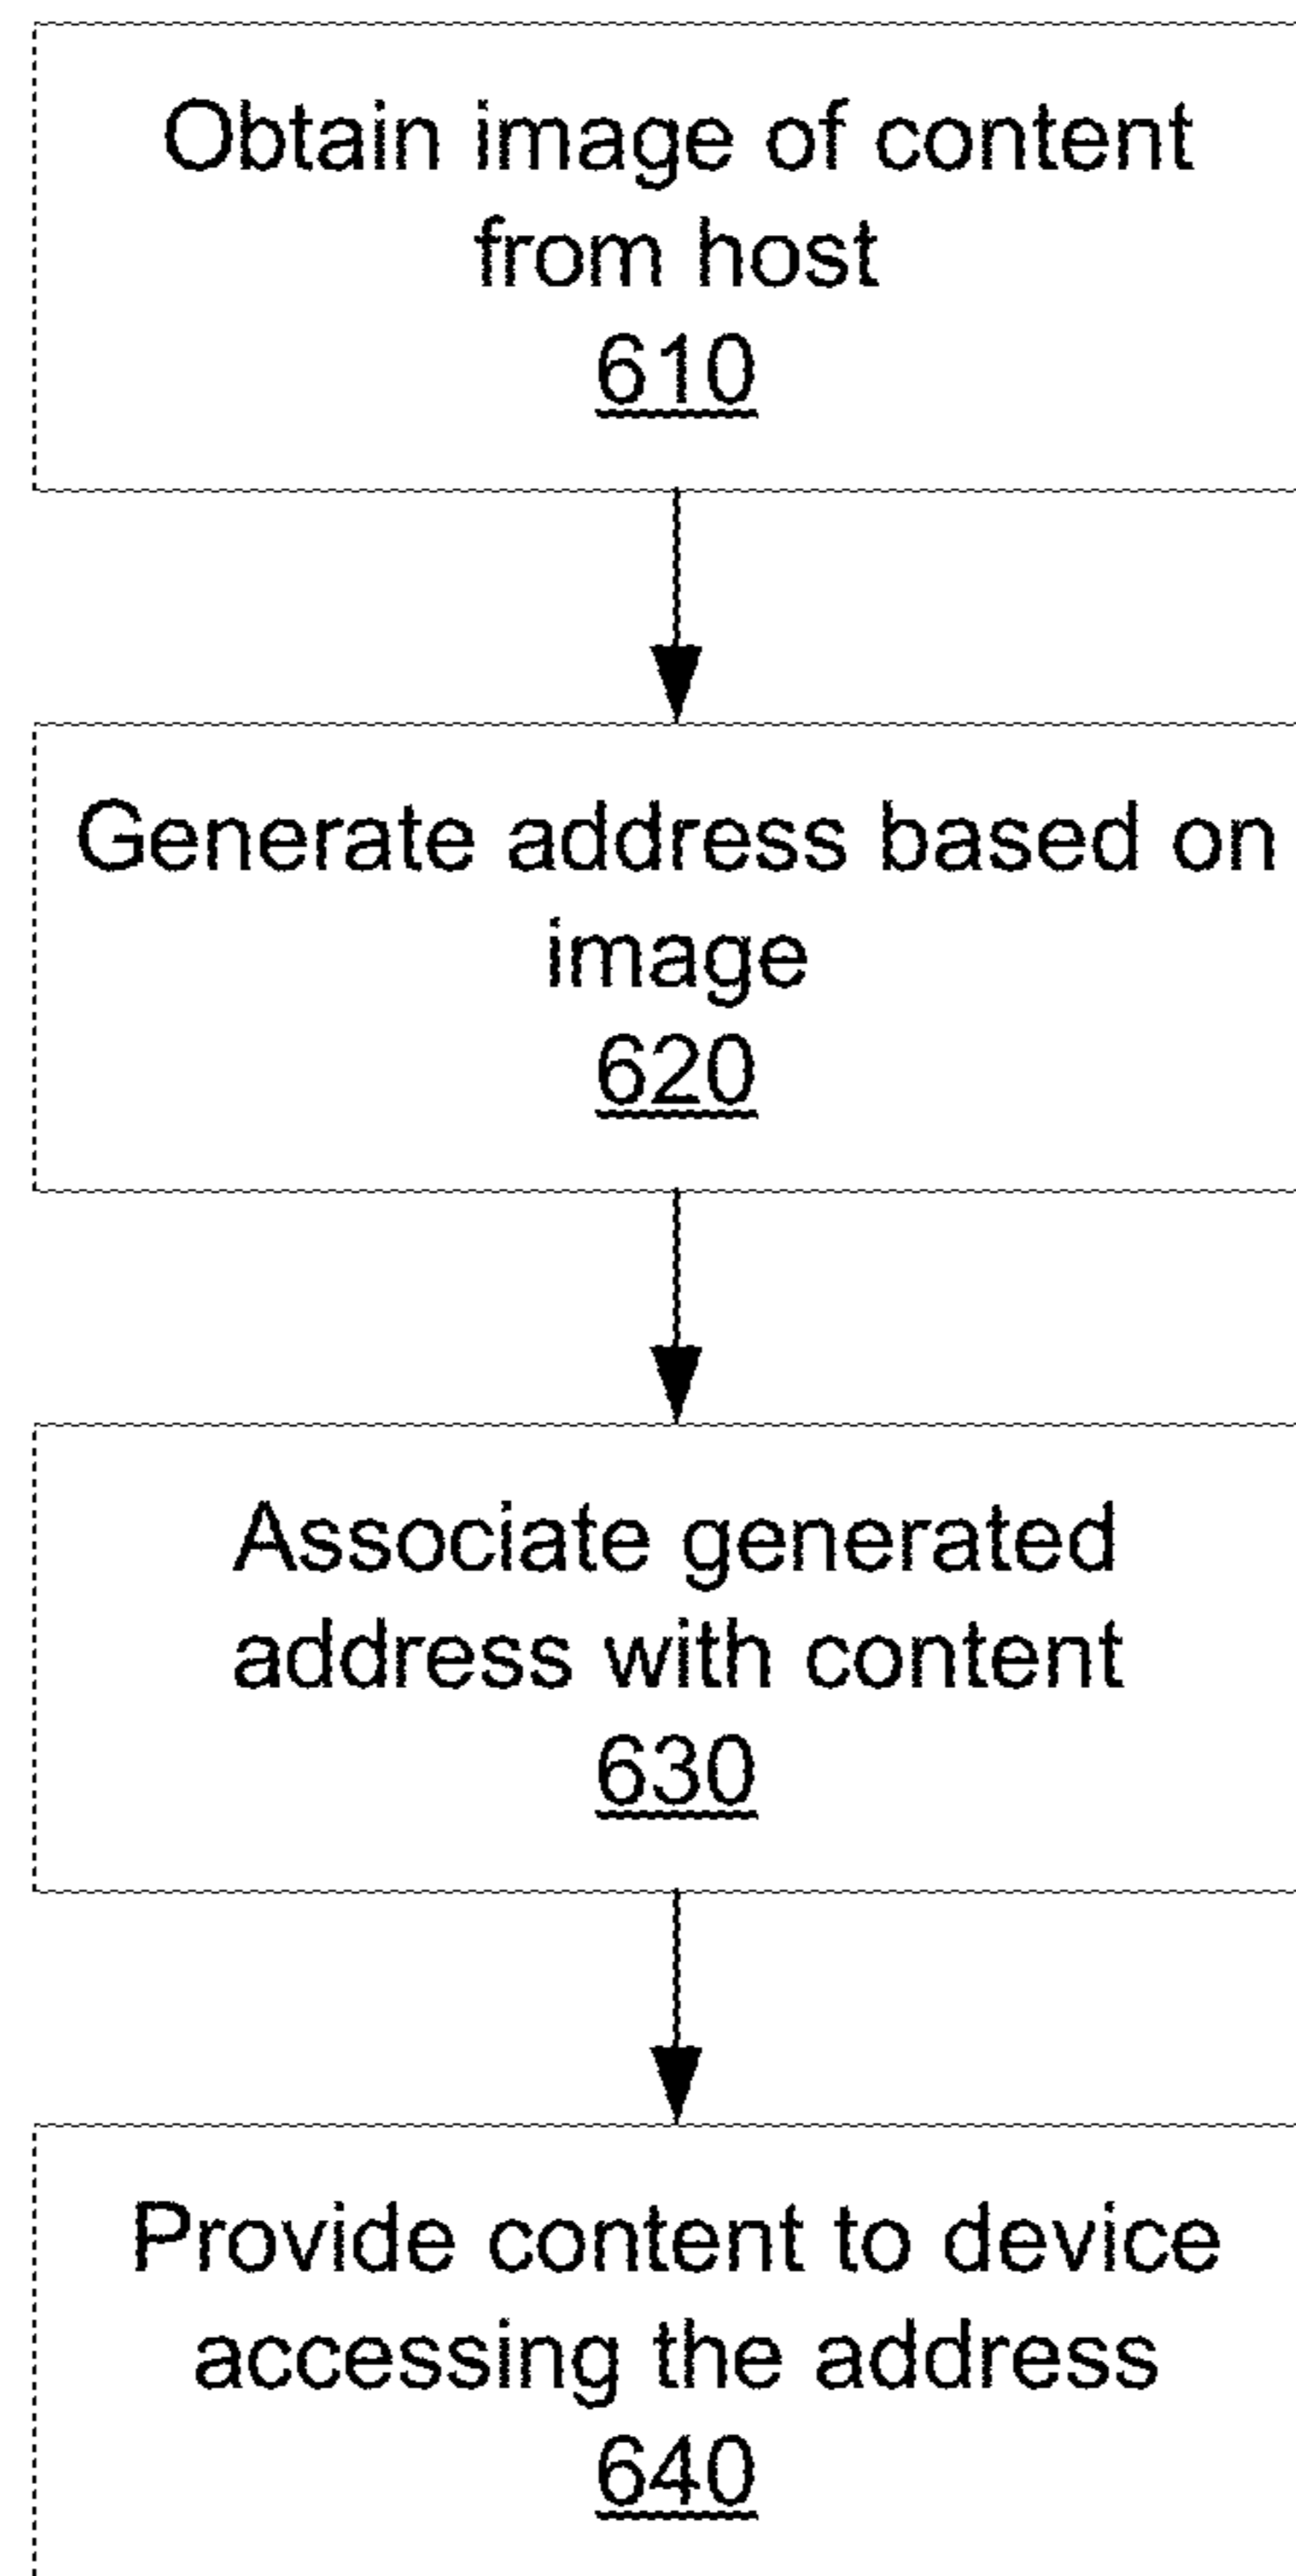 Obtain image of content
from host
610
Generate address based on
image
620
Associate generated
address with content
630
Provide content to device
accessing the address
640